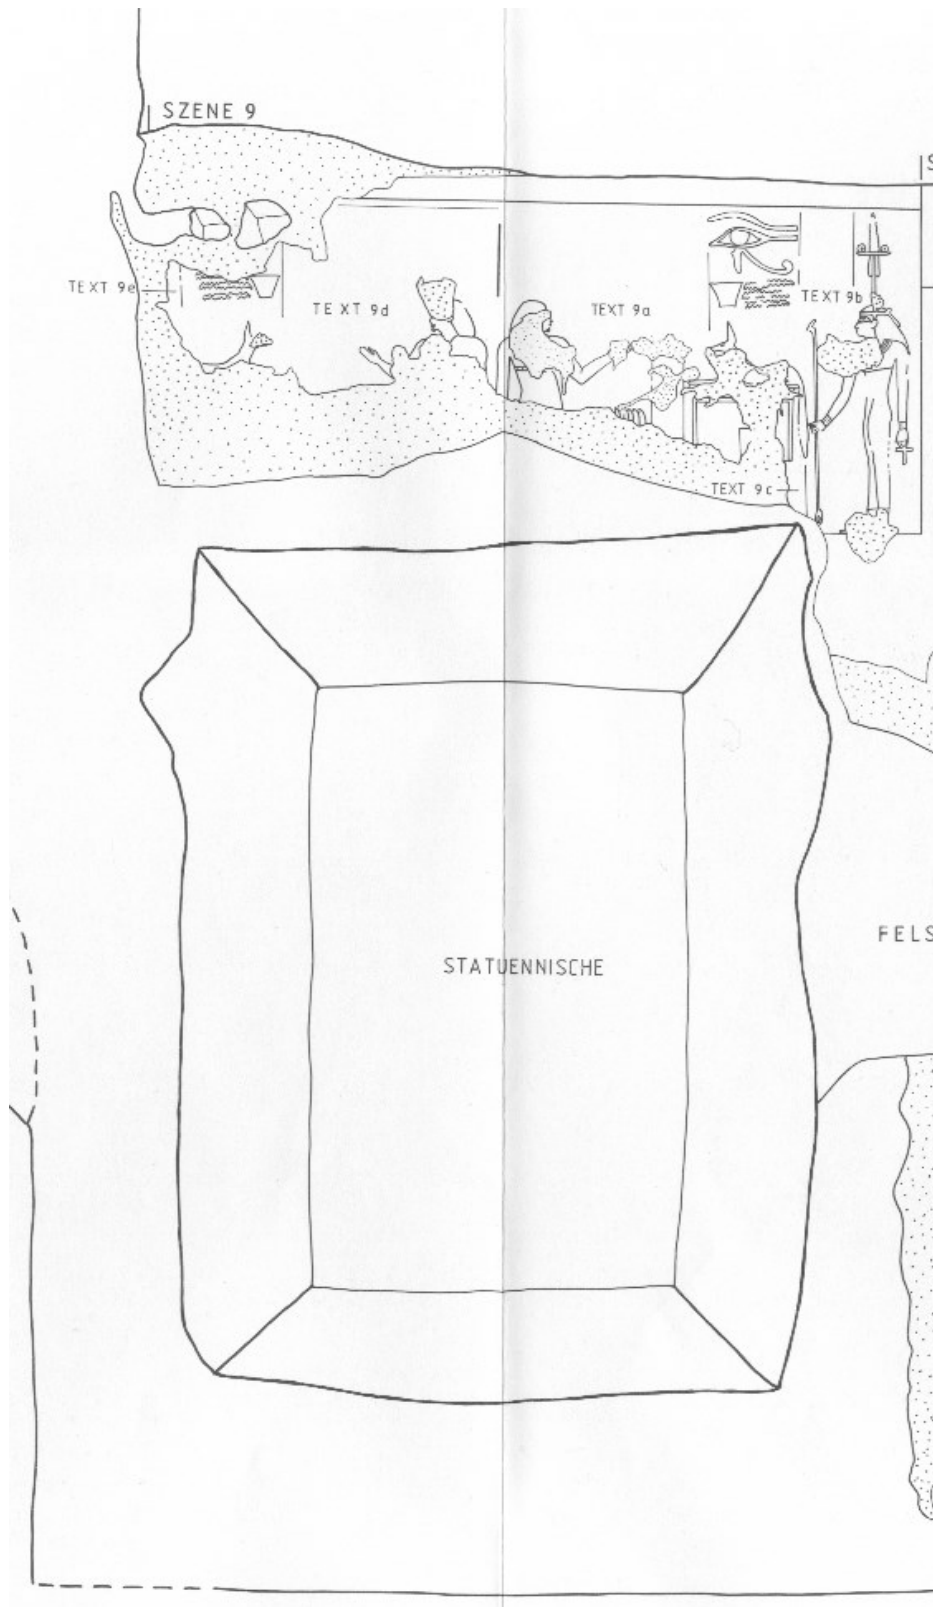 SZENE 9
S
TEXT 9e
TEXT 9d
TEXT 9a
TEXT 9b
TEXT 9c
FELS
STATUENNISCHE